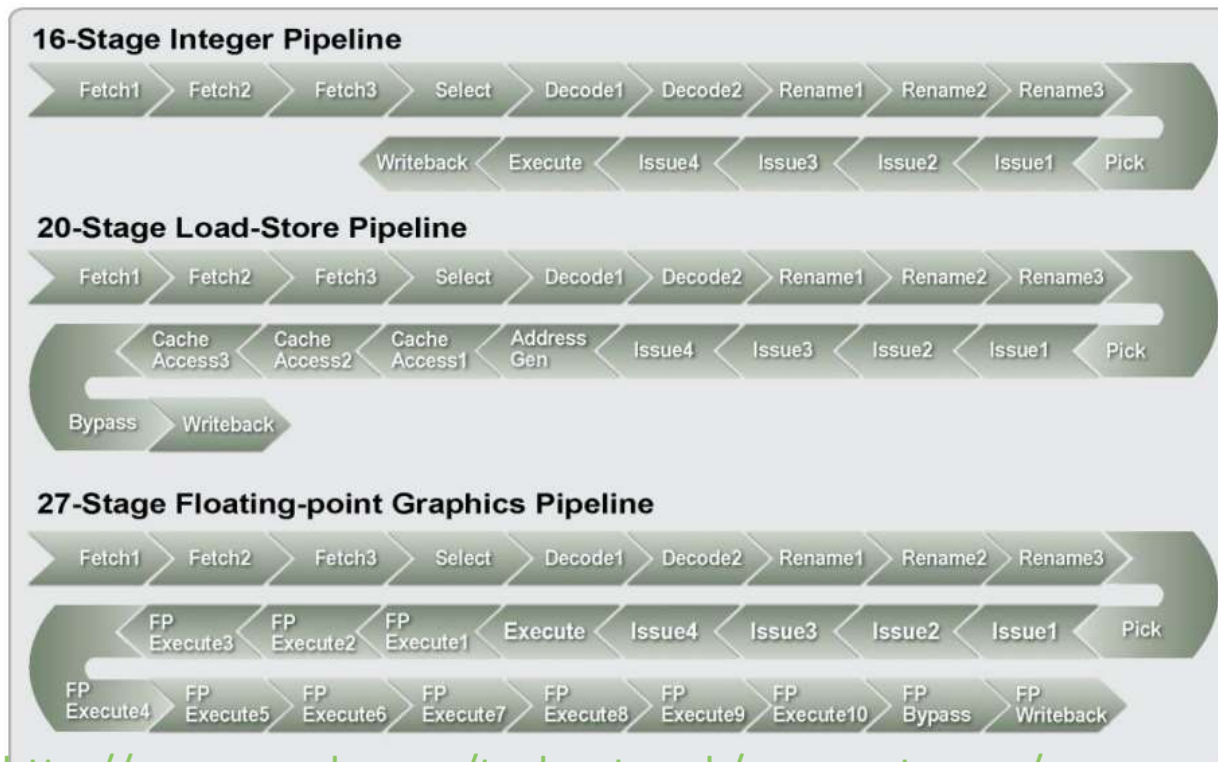 16-Stage Integer Pipeline
Fetch1 Fetch2 Fetch3 Select Decode1 Decode2 Rename1 Rename2 Rename3
Pick Issue1 Issue2 Issue3 Issue4 Execute Writeback
20-Stage Load-Store Pipeline
Fetch1 Fetch2 Fetch3 Select Decode1 Decode2 Rename1 Rename2 Rename3
Pick Issue1 Issue2 Issue3 Issue4 Address Gen Cache Access1 Cache Access2 Cache Access3
Bypass Writeback
27-Stage Floating-point Graphics Pipeline
Fetch1 Fetch2 Fetch3 Select Decode1 Decode2 Rename1 Rename2 Rename3
Pick Issue1 Issue2 Issue3 Issue4 Execute FP Execute1 FP Execute2 FP Execute3
FP Execute4 FP Execute5 FP Execute6 FP Execute7 FP Execute8 FP Execute9 FP Execute10 FP Bypass FP Writeback